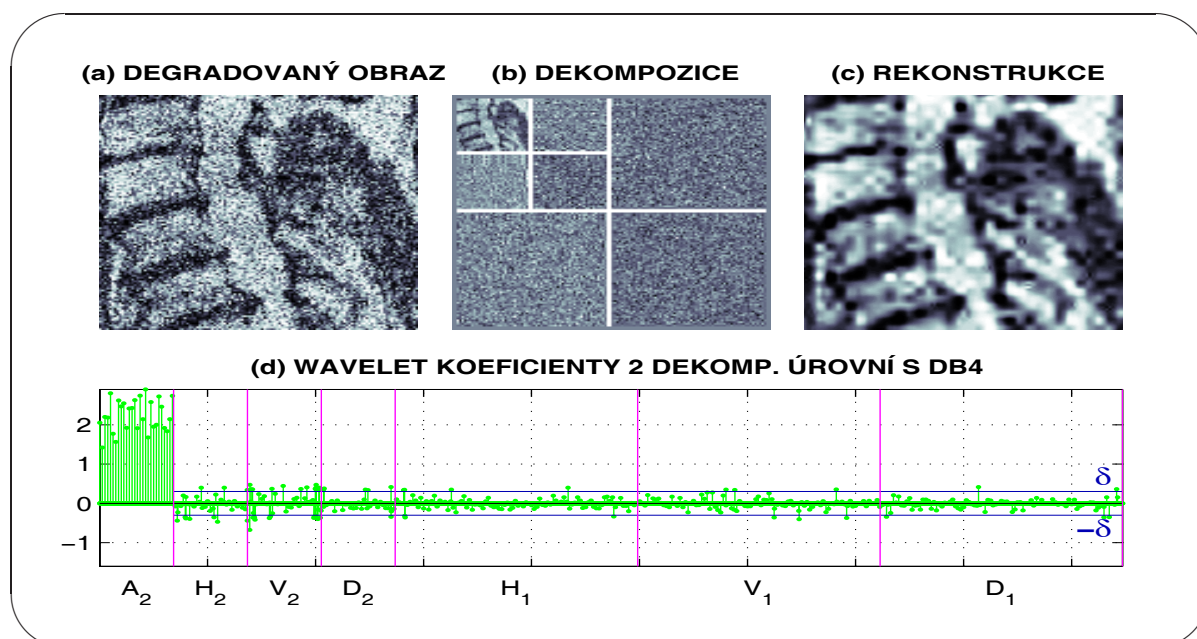 (a) DEGRADOVANÝ OBRAZ (b) DEKOMPOZICE (c) REKONSTRUKCE
(d) WAVELET KOEFICIENTY 2 DEKOMP. ÚROVNÍ S DB4
2
1
δ
0
−δ
−1
A₂ H₂ V₂ D₂ H₁ V₁ D₁